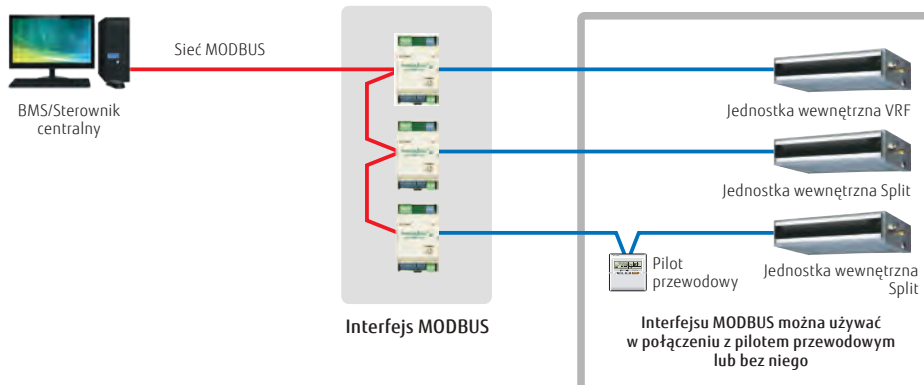 Sieć MODBUS
BMS/Sterownik
centralny
Jednostka wewnętrzna VRF
Jednostka wewnętrzna Split
Pilot
przewodowy
Jednostka wewnętrzna
Split
Interfejs MODBUS
Interfejsu MODBUS można używać
w połączeniu z pilotem przewodowym
lub bez niego